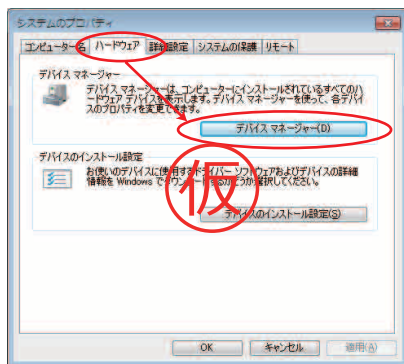 システムのプロパティ
コンピューター名 ハードウェア 詳細設定 システムの保護 リモート
デバイス マネージャー
デバイス マネージャーは、コンピューターにインストールされているすべてのハ
ードウェア デバイスを表示します。デバイス マネージャーを使って、各デバイ
スのプロパティを変更できます。
デバイス マネージャー(D)
デバイスのインストール設定
お使いのデバイスに使用するドライバー ソフトウェアおよびデバイスの詳細
情報を Windows でダウンロードするかどうか選択してください。
仮
デバイスのインストール設定(S)
OK キャンセル 適用(A)